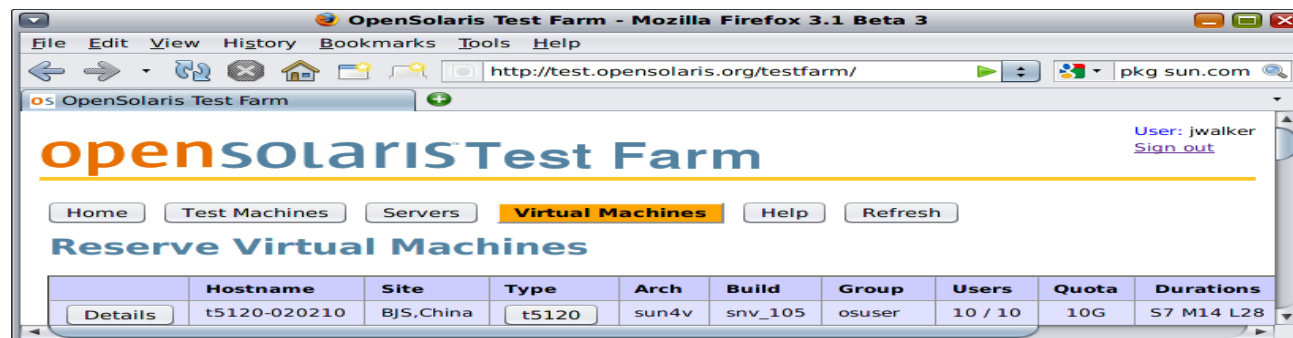 OpenSolaris Test Farm - Mozilla Firefox 3.1 Beta 3
File Edit View History Bookmarks Tools Help
http://test.opensolaris.org/testfarm/ pkg sun.com
os OpenSolaris Test Farm
User: jwalker
opensolaris Test Farm
Sign out
Home Test Machines Servers Virtual Machines Help Refresh
Reserve Virtual Machines
Hostname Site Type Arch Build Group Users Quota Durations
Details t5120-020210 BJS,China t5120 sun4v snv_105 osuser 10 / 10 10G S7 M14 L28